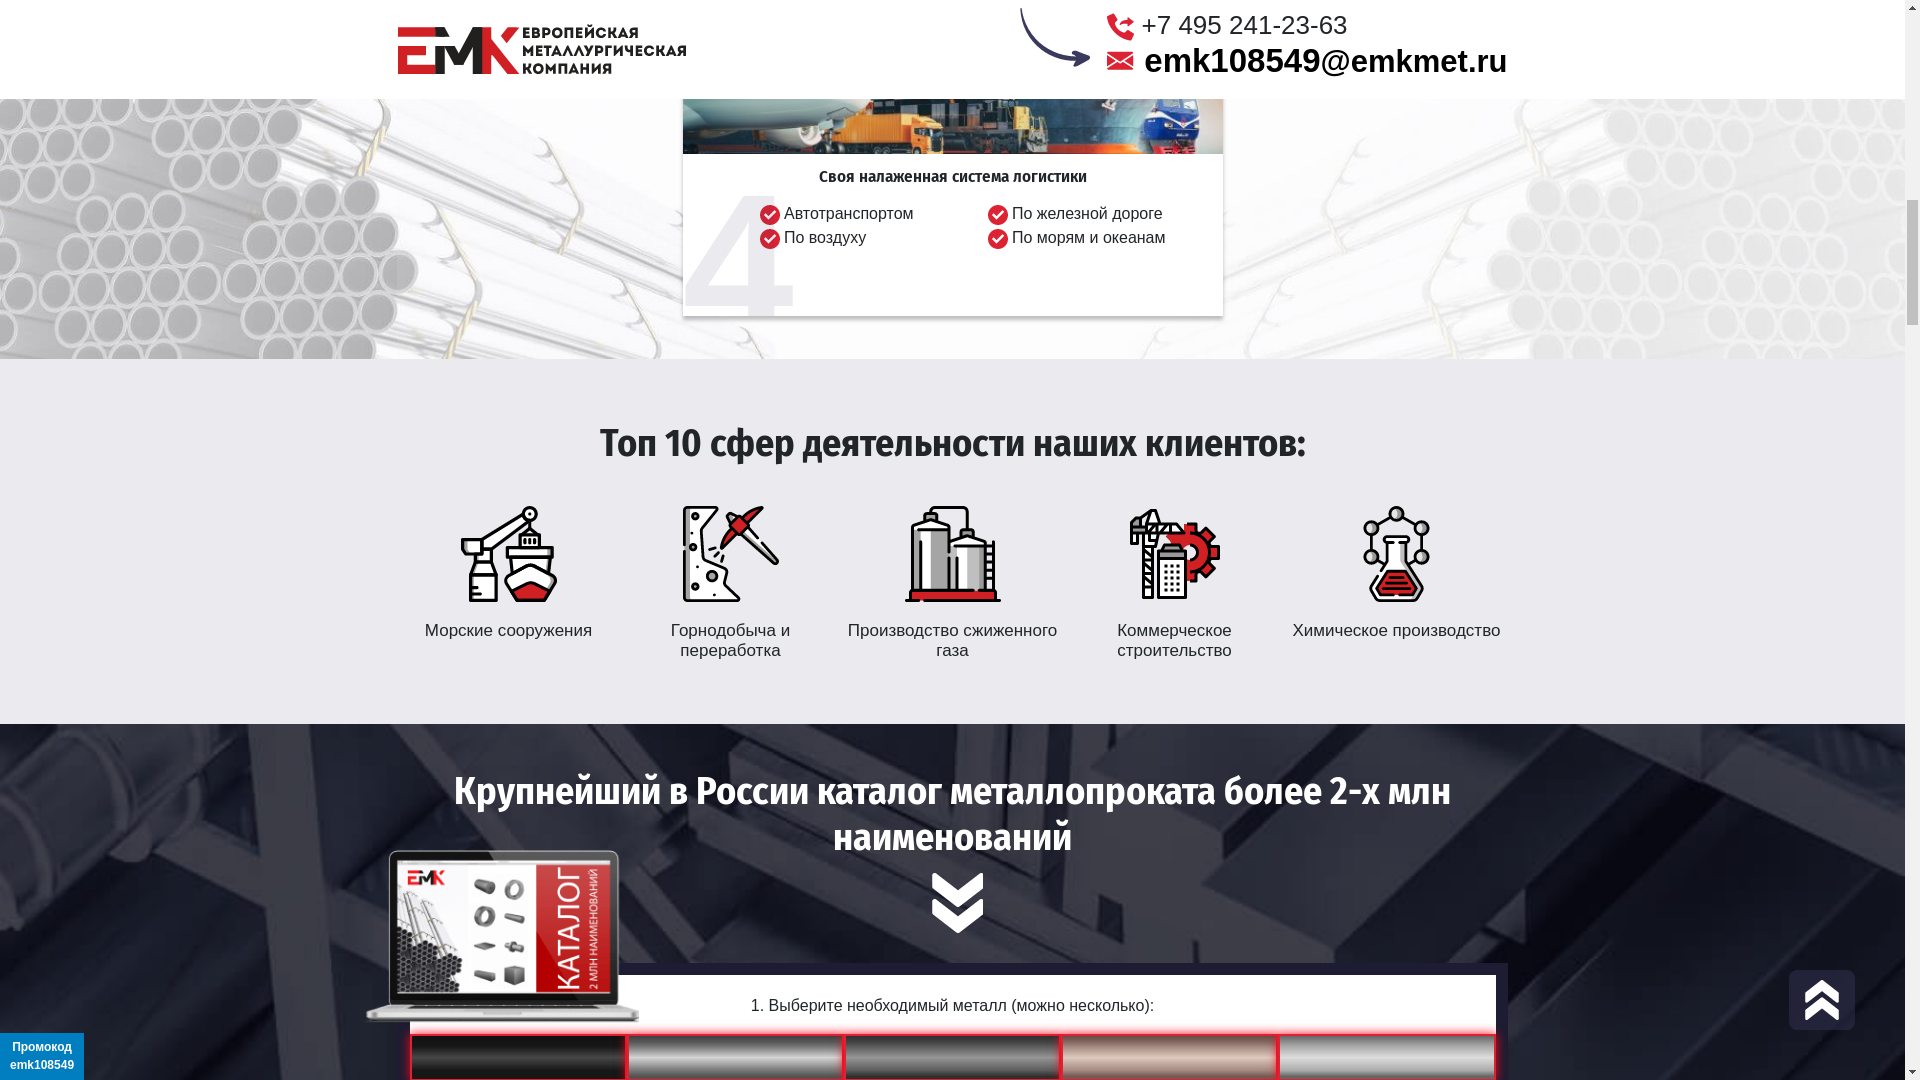 ЕМК ЕВРОПЕЙСКАЯ
МЕТАЛЛУРГИЧЕСКАЯ
КОМПАНИЯ
+7 495 241-23-63
emk108549@emkmet.ru
Своя налаженная система логистики
4
Автотранспортом
По железной дороге
По воздуху
По морям и океанам
Топ 10 сфер деятельности наших клиентов:
Морские сооружения
Горнодобыча и
переработка
Производство сжиженного
газа
Коммерческое
строительство
Химическое производство
Крупнейший в России каталог металлопроката более 2-х млн
наименований
ЕМК
КАТАЛОГ
2 МЛН НАИМЕНОВАНИЙ
1. Выберите необходимый металл (можно несколько):
Промокод
emk108549